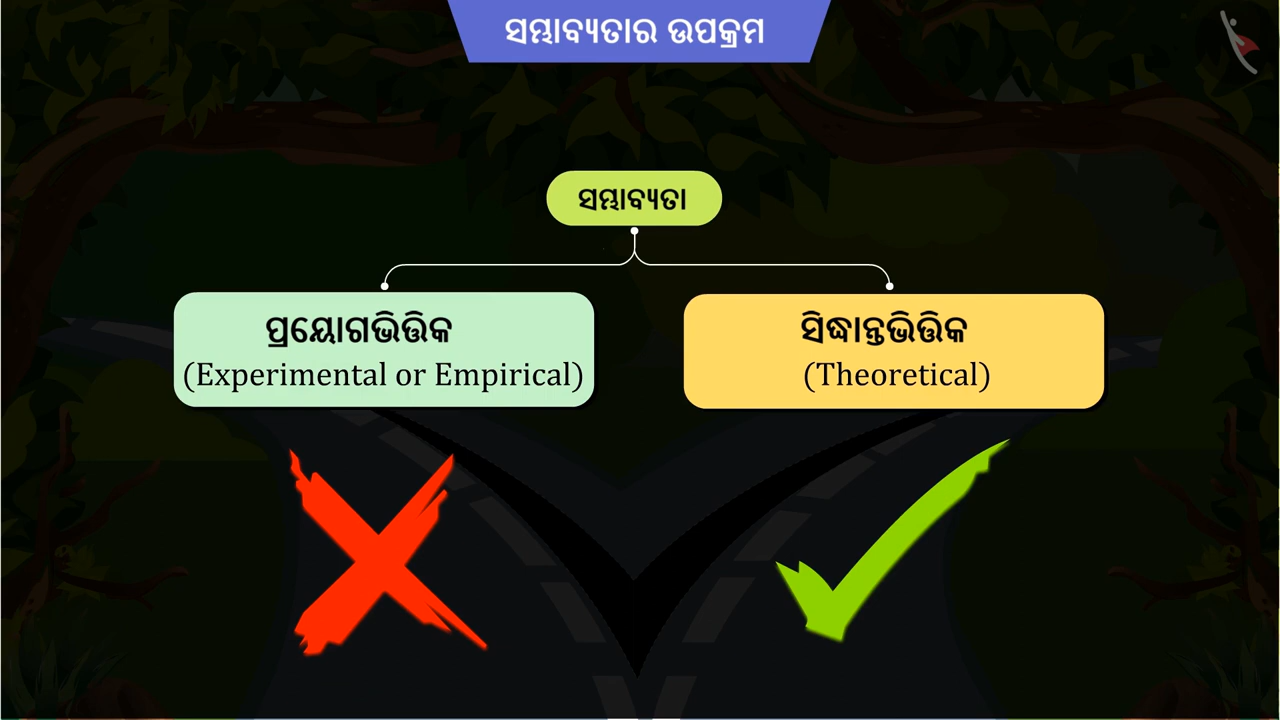 ସମ୍ଭାବ୍ୟତାର ଉପକ୍ରମ
ସମ୍ଭାବ୍ୟତା
ପ୍ରୟୋଗଭିତ୍ତିକ
(Experimental or Empirical)
ସିଦ୍ଧାନ୍ତଭିତ୍ତିକ
(Theoretical)